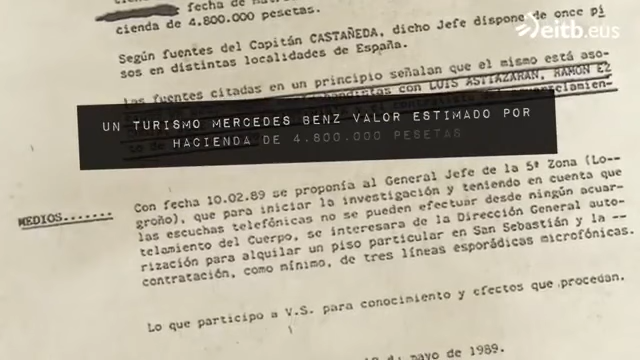 eitb.eus
fecha de
cienda de 4.800.000 pesetas.
Según fuentes del Capitán CASTAÑEDA, dicho Jefe dispone de once pi
sos en distintas localidades de España.
Las fuentes citadas en un principio señalan que el mismo está aso-
con LUIS ASTIAZARAN, RAMON EZ
UN TURISMO MERCEDES BENZ VALOR ESTIMADO POR
HACIENDA DE 4.800.000 PESETAS
MEDIOS.......
Con fecha 10.02.89 se proponía al General Jefe de la 5ª Zona (Lo--
groño), que para iniciar la investigación y teniendo en cuenta que
las escuchas telefónicas no se pueden efectuar desde ningún acuar-
telamiento del Cuerpo, se interesara de la Dirección General auto-
rización para alquilar un piso particular en San Sebastián y la --
contratación, como mínimo, de tres líneas esporádicas microfónicas.
Lo que participo a V.S. para conocimiento y efectos que procedan.
de mayo de 1989.